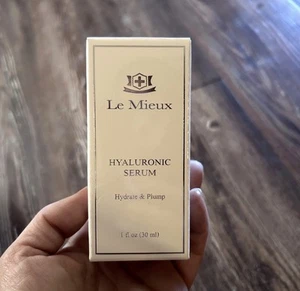 Le Mieux
HYALURONIC
SERUM
Hydrate & Plump
1 fl.oz (30 ml)